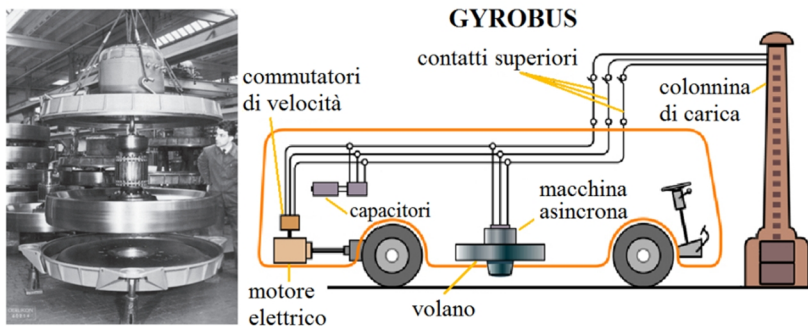 GYROBUS
contatti superiori
commutatori
di velocità
colonnina
di carica
capacitori
macchina
asincrona
motore
elettrico
volano